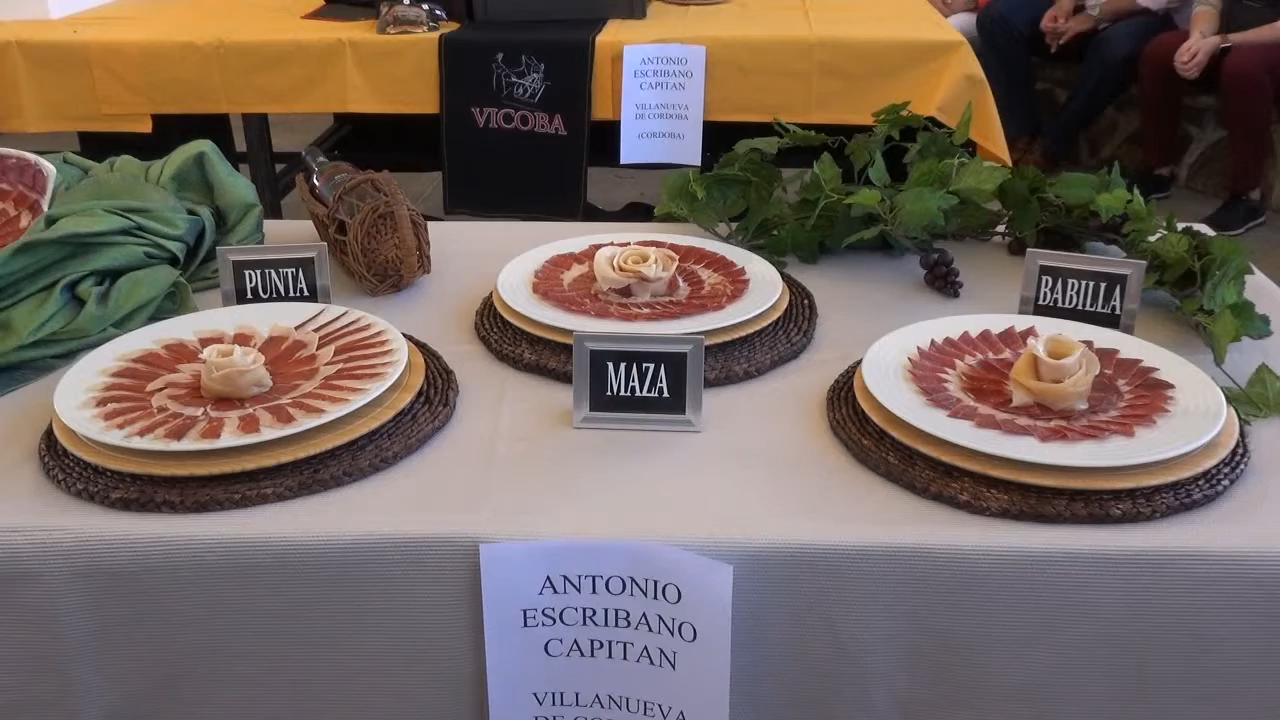 VICOBA
ANTONIO
ESCRIBANO
CAPITAN
VILLANUEVA
DE CORDOBA
(CORDOBA)
PUNTA
MAZA
BABILLA
ANTONIO
ESCRIBANO
CAPITAN
VILLANUEVA